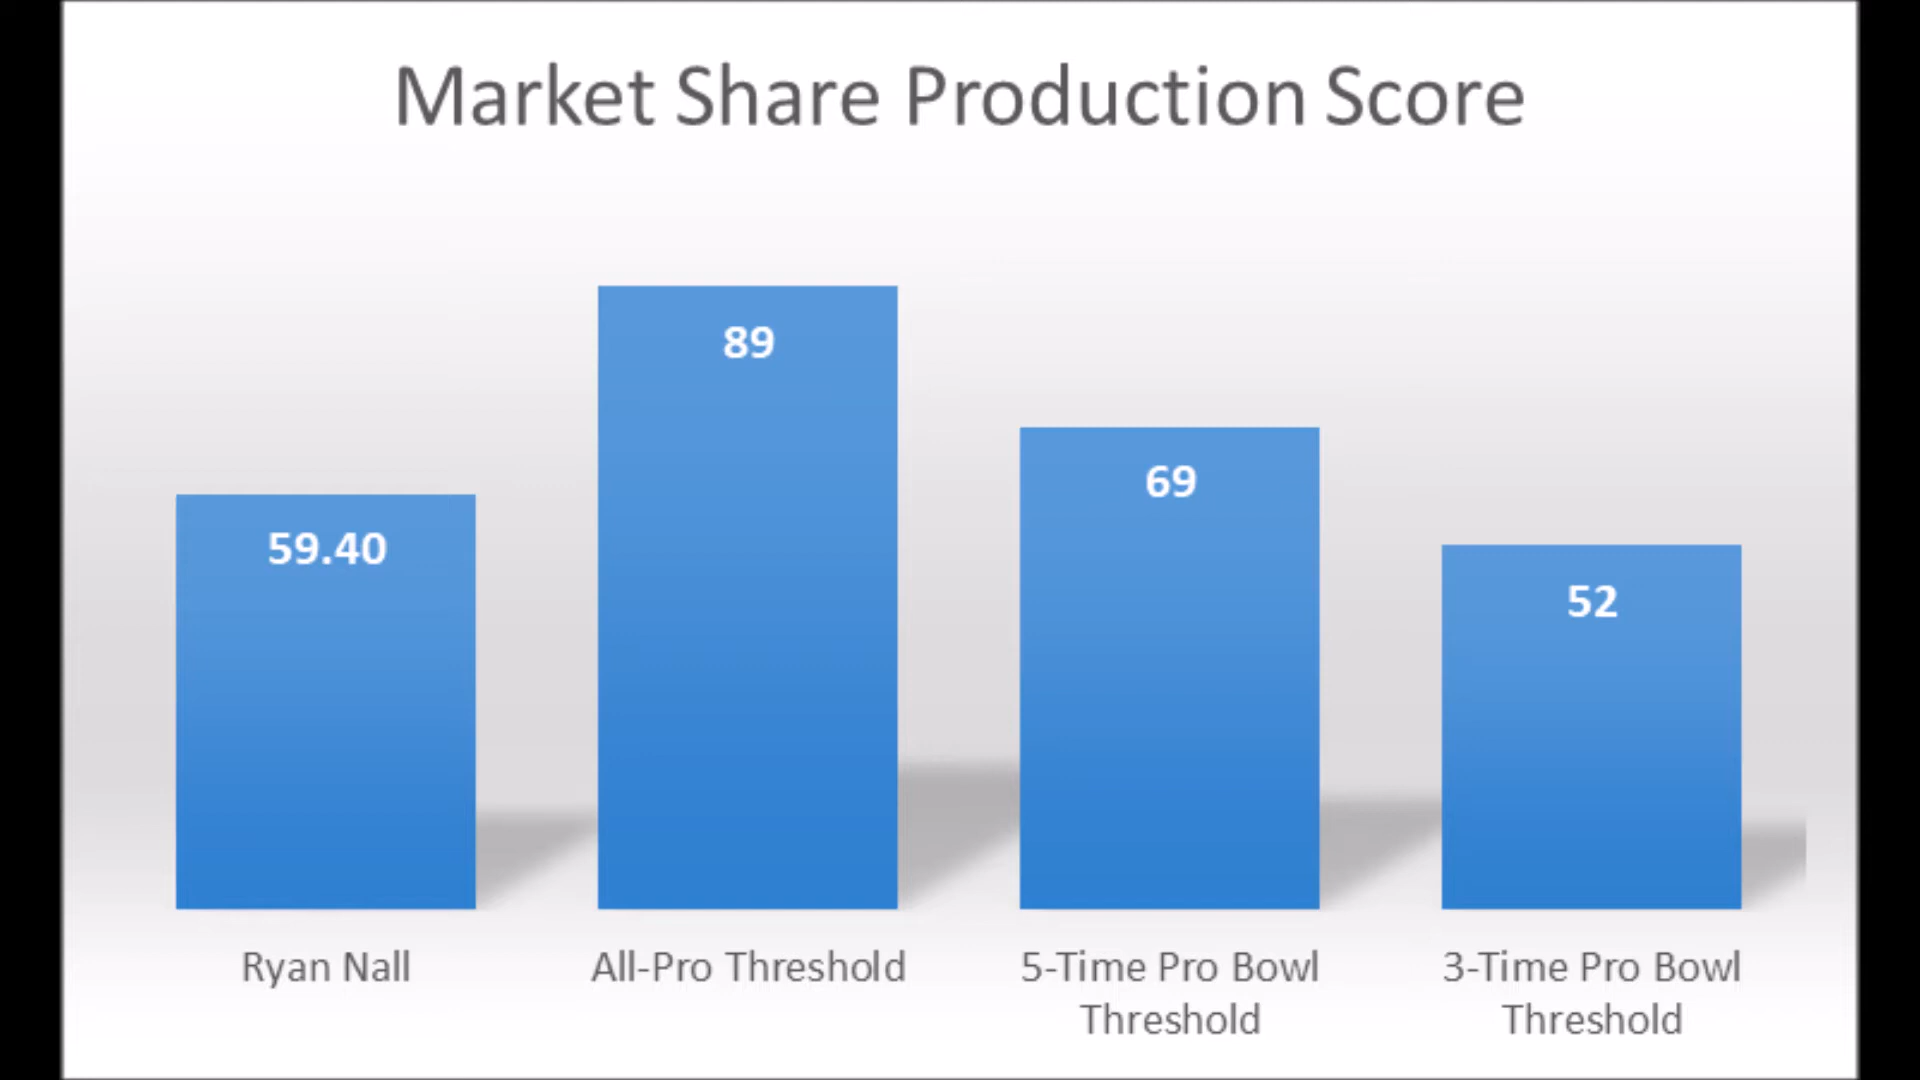 Market Share Production Score
89
69
59.40
52
Ryan Nall
All-Pro Threshold
5-Time Pro Bowl
Threshold
3-Time Pro Bowl
Threshold